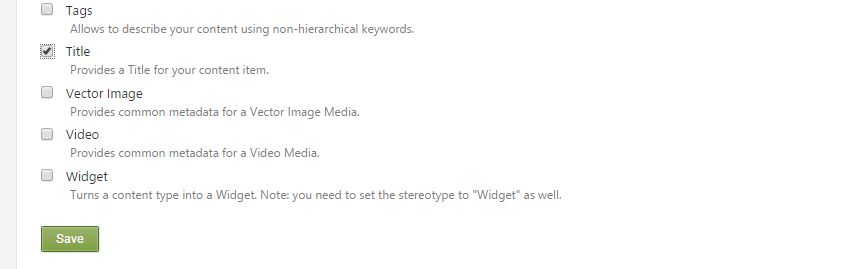 Tags
Allows to describe your content using non-hierarchical keywords.
Title
Provides a Title for your content item.
Vector Image
Provides common metadata for a Vector Image Media.
Video
Provides common metadata for a Video Media.
Widget
Turns a content type into a Widget. Note: you need to set the stereotype to "Widget" as well.
Save